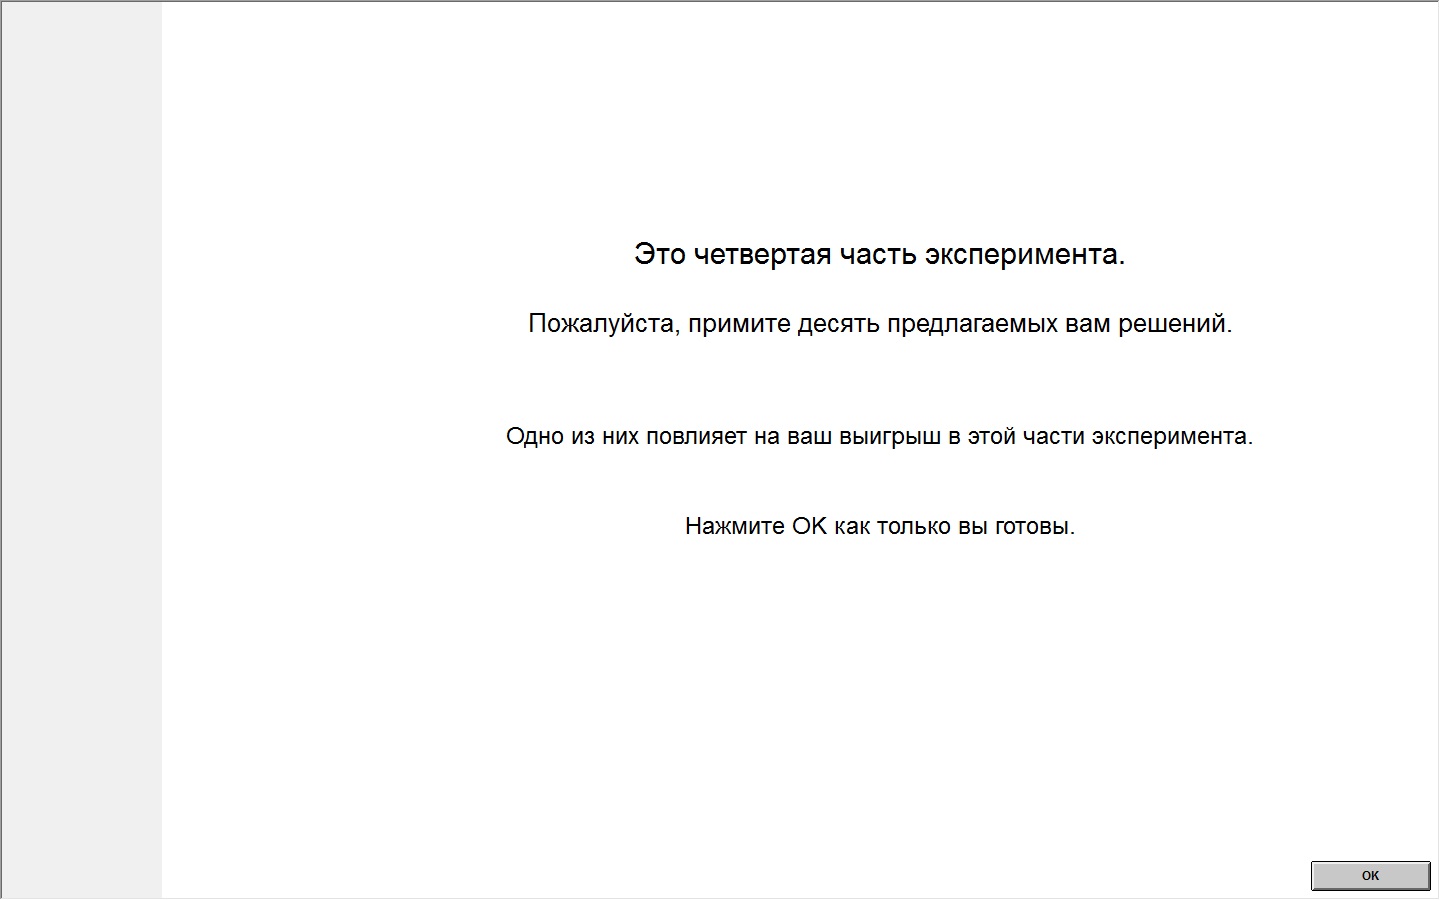 Это четвертая часть эксперимента.
Пожалуйста, примите десять предлагаемых вам решений.
Одно из них повлияет на ваш выигрыш в этой части эксперимента.
Нажмите OK как только вы готовы.
OK